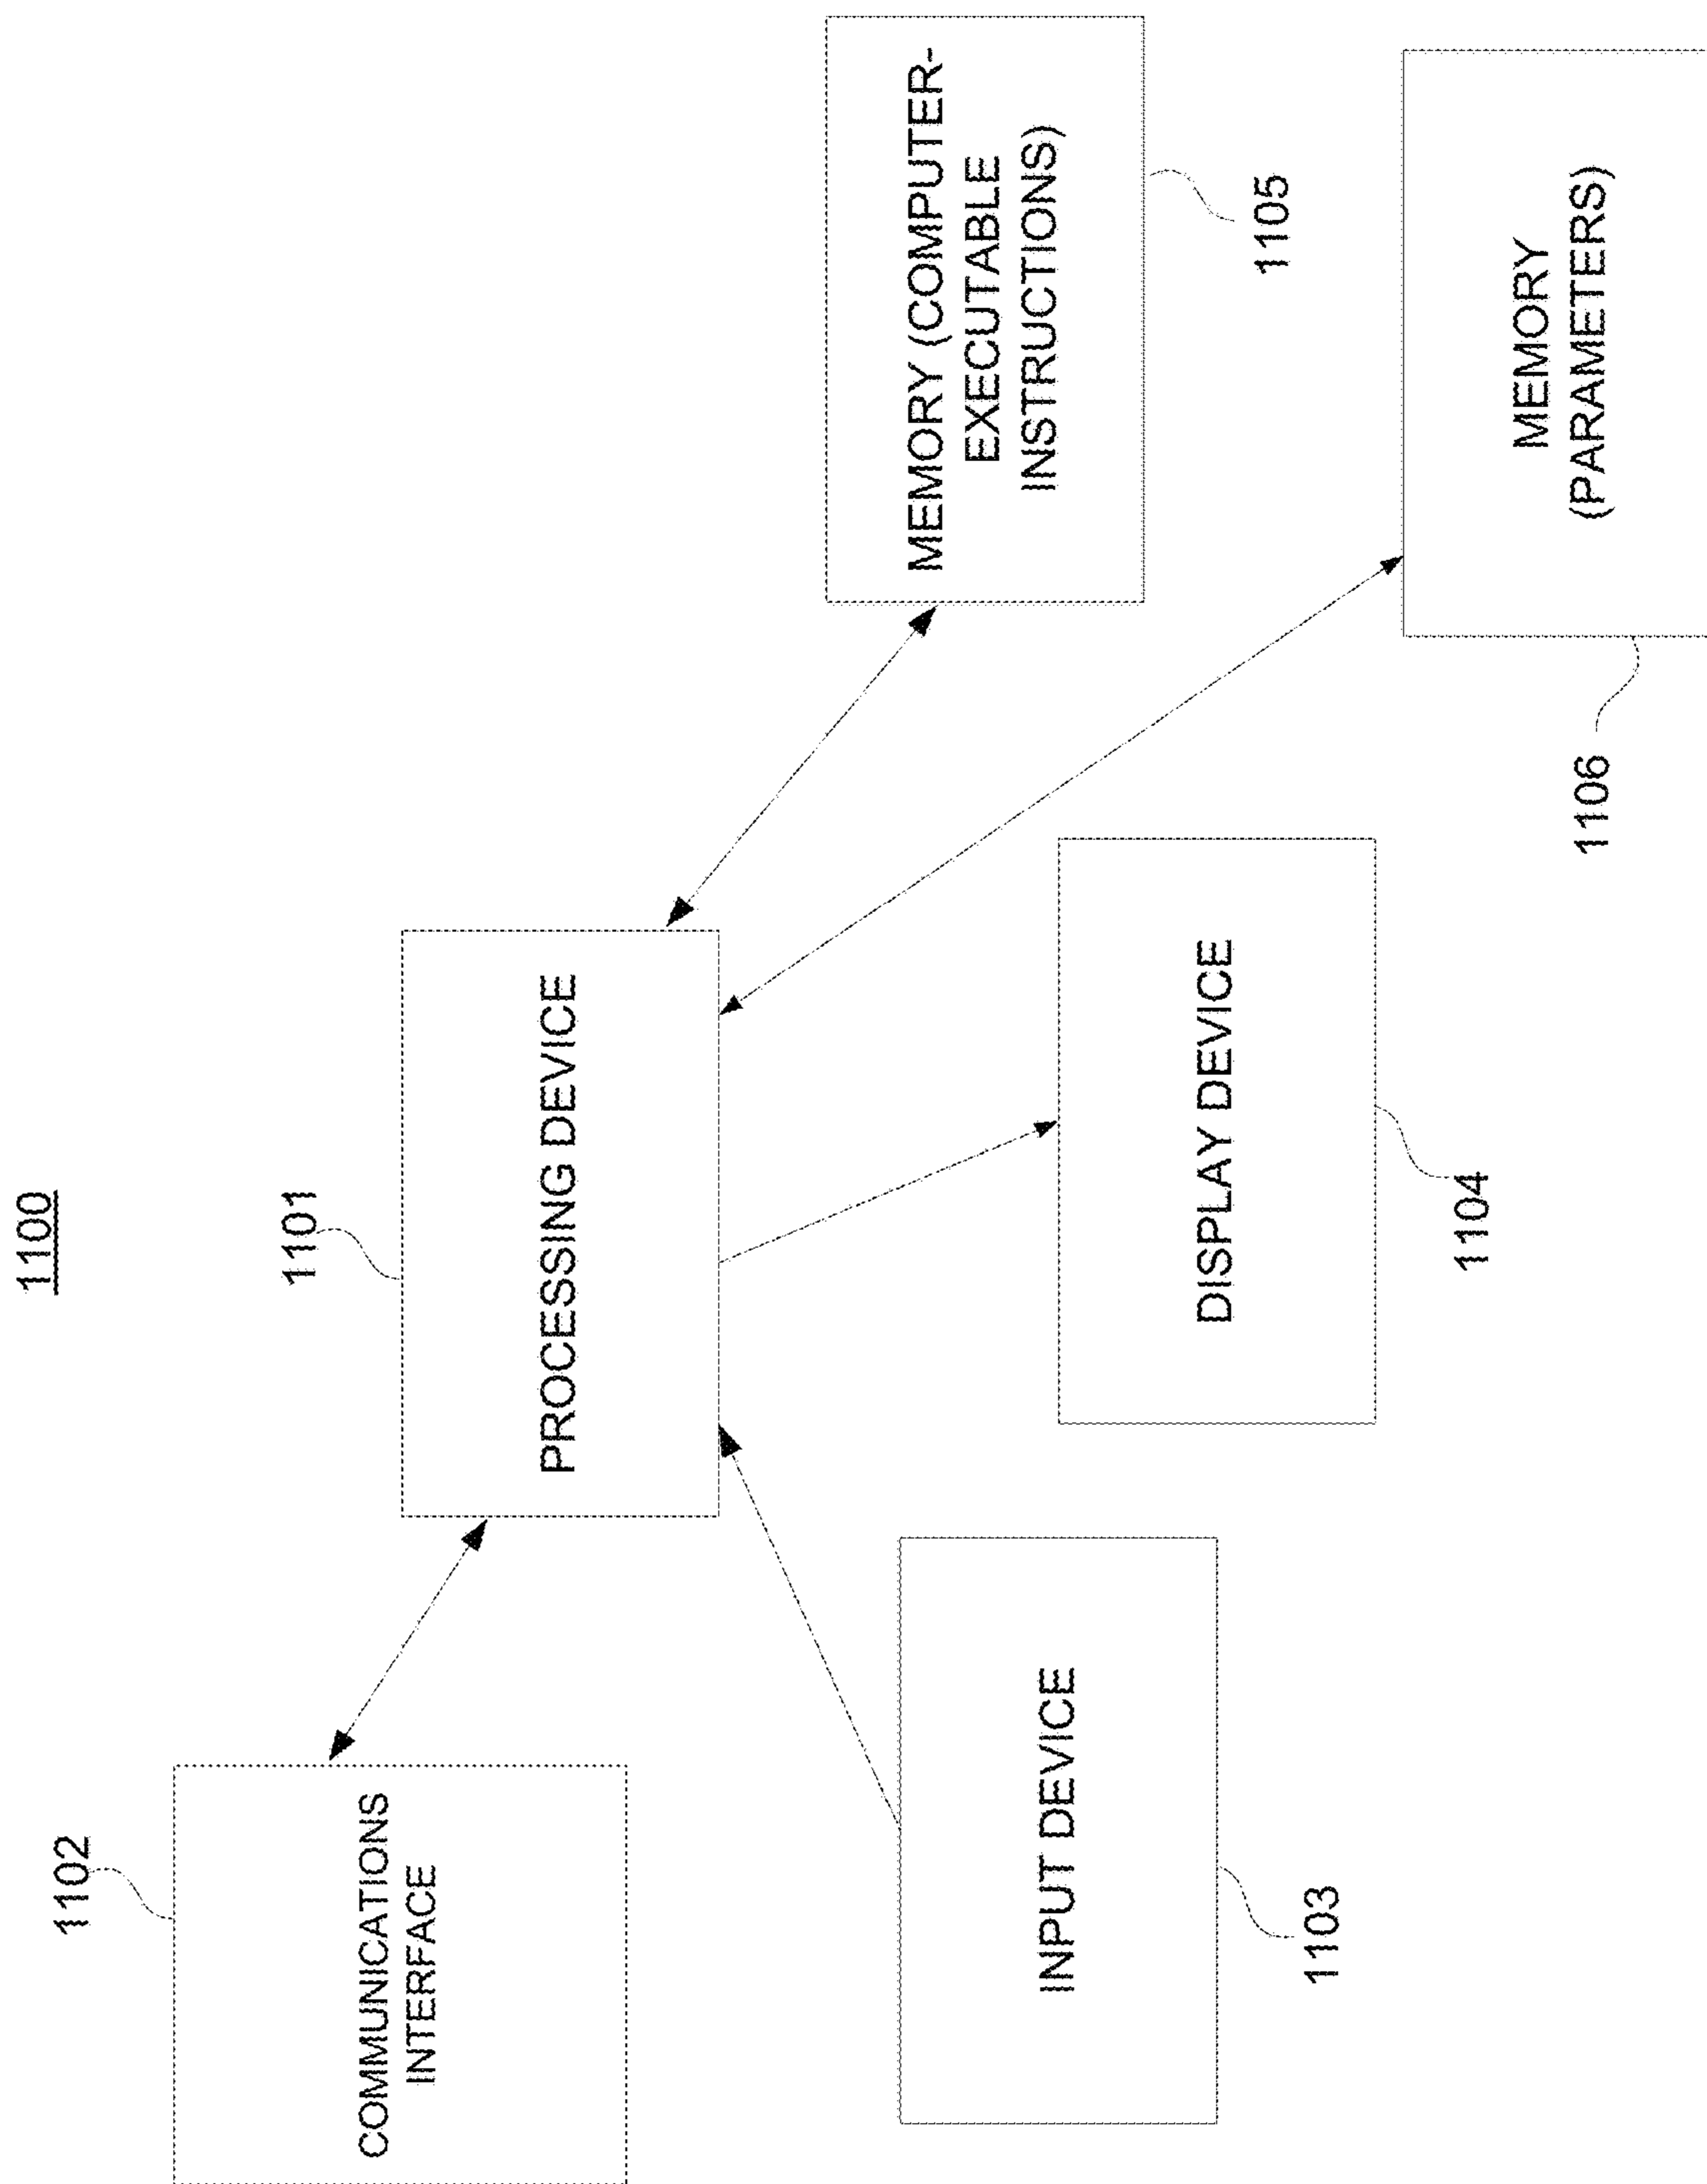 1100
1101
PROCESSING DEVICE
1102
COMMUNICATIONS
INTERFACE
INPUT DEVICE
1103
DISPLAY DEVICE
1104
MEMORY (COMPUTER-
EXECUTABLE
INSTRUCTIONS)
1105
MEMORY
(PARAMETERS)
1106